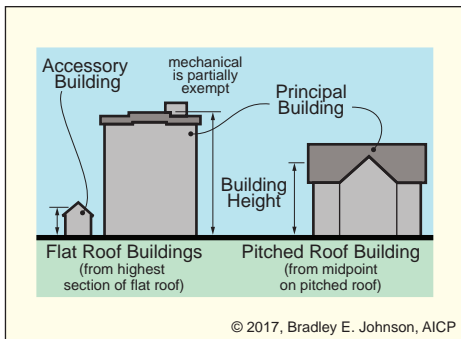 Accessory
Building
mechanical
is partially
exempt
Principal
Building
Building
Height
Flat Roof Buildings
(from highest
section of flat roof)
Pitched Roof Building
(from midpoint
on pitched roof)
© 2017, Bradley E. Johnson, AICP